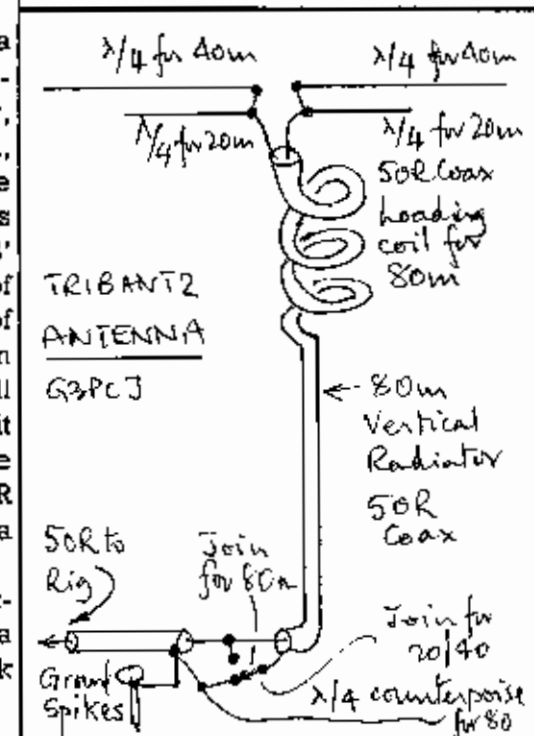 λ/4 for 40m
λ/4 for 40m
λ/4 for 20m
λ/4 for 20m
50R Coax
Loading
coil for
80m
TRIBANT2
ANTENNA
G3PCJ
80m
Vertical
Radiator
50R
Coax
50R to
Rig
Join
for 80m
Join for
20/40
λ/4 counterpoise
for 80
Ground
Spikes